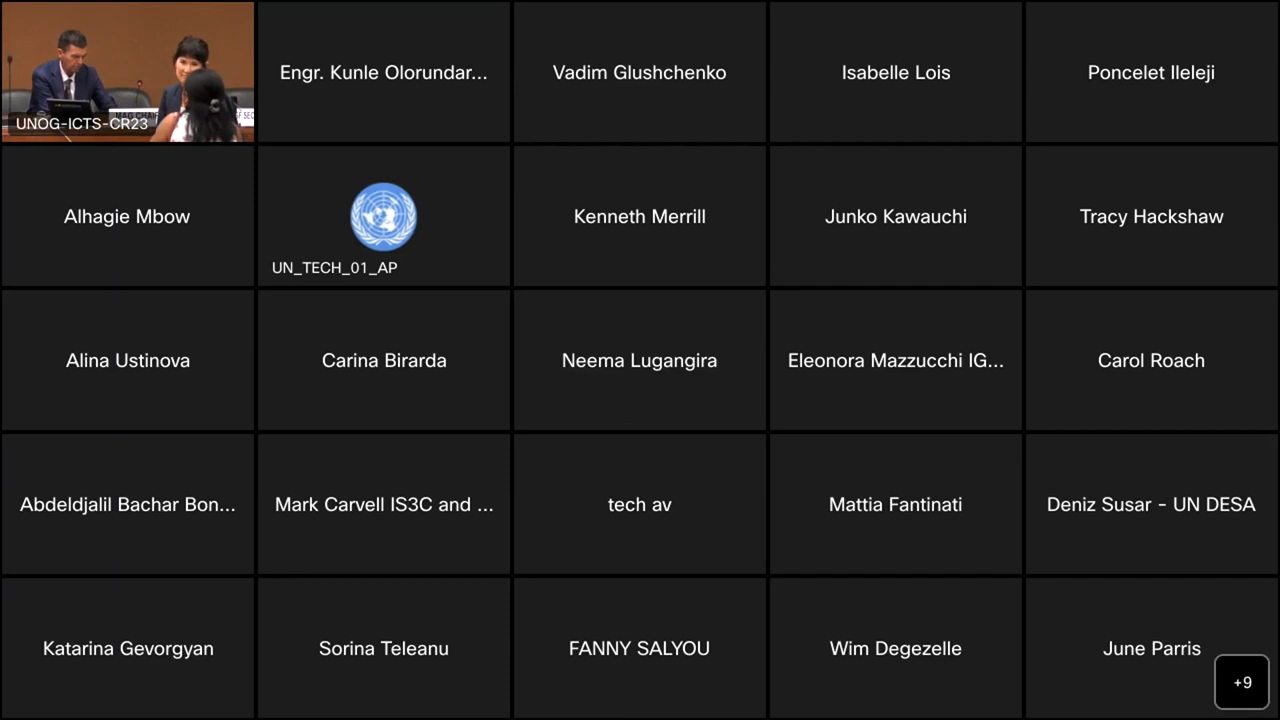 MAG CHAIR
UNOG-ICTS-CR23
Engr. Kunle Olorundar...
Vadim Glushchenko
Isabelle Lois
Poncelet Ileleji
Alhagie Mbow
UN_TECH_01_AP
Kenneth Merrill
Junko Kawauchi
Tracy Hackshaw
Alina Ustinova
Carina Birarda
Neema Lugangira
Eleonora Mazzucchi IG...
Carol Roach
Abdeldjalil Bachar Bon...
Mark Carvell IS3C and ...
tech av
Mattia Fantinati
Deniz Susar - UN DESA
Katarina Gevorgyan
Sorina Teleanu
FANNY SALYOU
Wim Degezelle
June Parris
+9